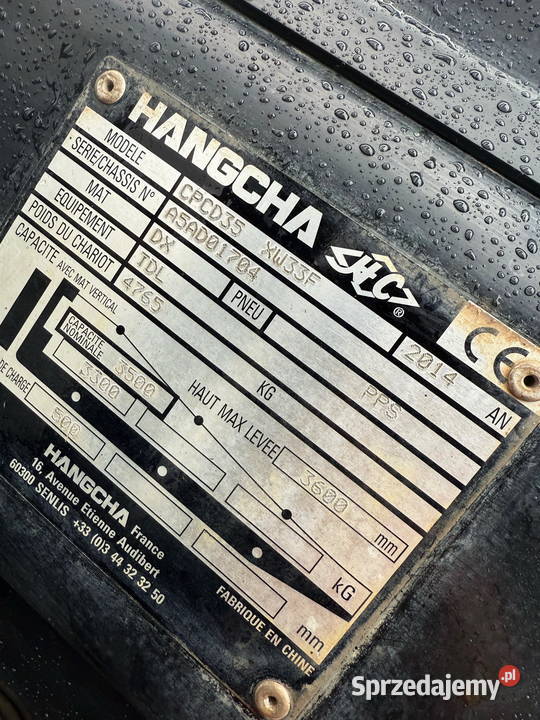 HANGCHA HC®
MODELE CPCD35 XW33F
SERIE/CHASSIS N° A5AD01704 2014 AN
MAT DX PNEU PPS
EQUIPEMENT TDL
POIDS DU CHARIOT 4765 KG
CAPACITE AVEC MAT VERTICAL
HAUT MAX LEVEE 3600 mm
CAPACITE NOMINALE 3500
3300 kG
DE CHARGE 500 mm
HANGCHA France
16, Avenue Etienne Audibert
60300 SENLIS +33 (0)3 44 32 32 50
FABRIQUE EN CHINE
CE
Sprzedajemy.pl